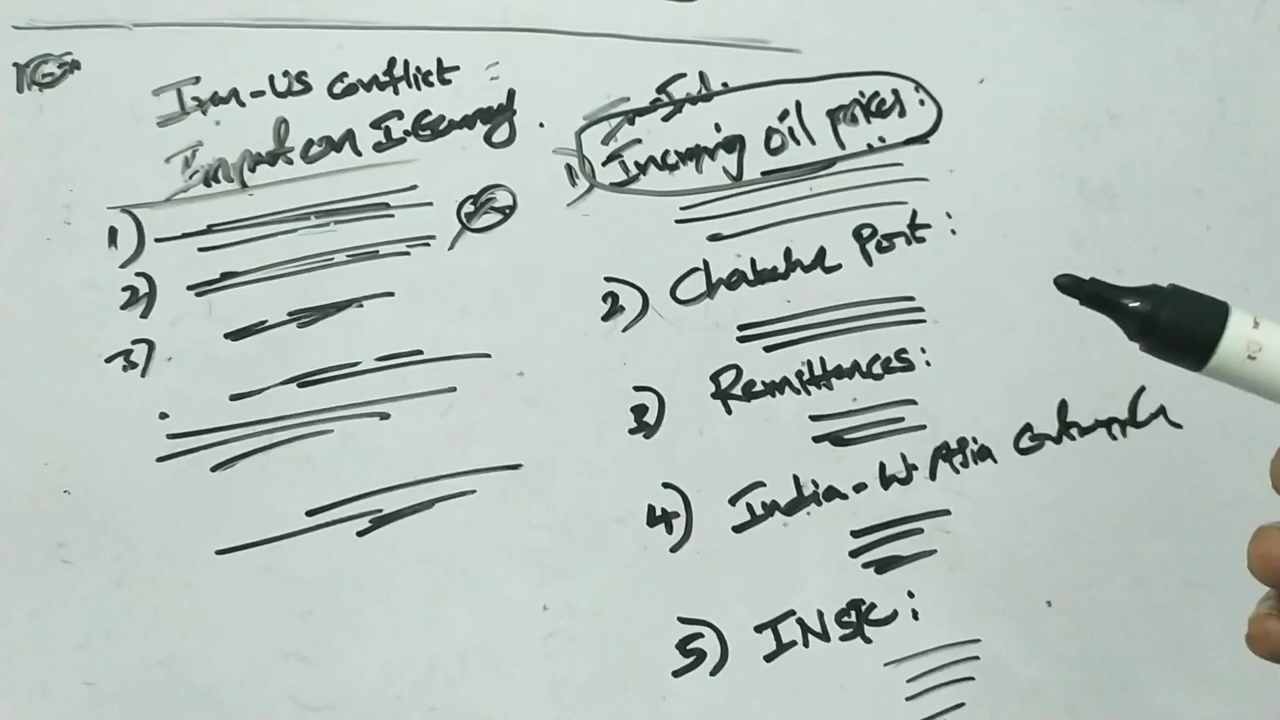 Iran-US Conflict =
Impact on I. Economy.
1)
2)
3)
1) Incresing oil prices:
2) Chabahar Port:
3) Remittances:
4) India-W Asia
5) INSTC: